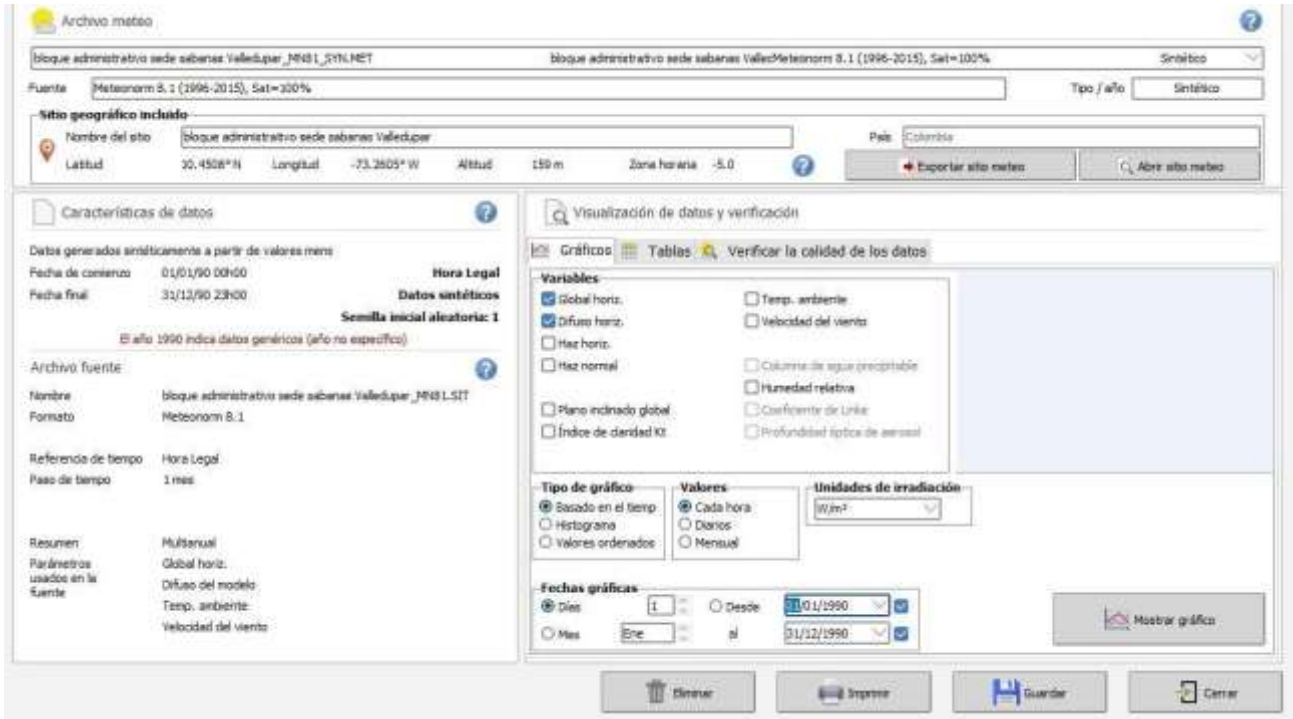 Archivo meteo
bloque administrativo sede sabanas Valledupar_MN81_SYN.MET bloque administrativo sede sabanas VallecMeteonorm 8.1 (1996-2015), Sat=100% Sintético
Fuente Meteonorm 8.1 (1996-2015), Sat=100% Tipo / año Sintético
Sitio geográfico incluido
Nombre del sitio bloque administrativo sede sabanas Valledupar País Colombia
Latitud 10.4508° N Longitud -73.2605° W Altitud 159 m Zona horaria -5.0 Exportar sitio meteo Abrir sitio meteo
Características de datos
Datos generados sintéticamente a partir de valores mens
Fecha de comienzo 01/01/90 00h00 Hora Legal
Fecha final 31/12/90 23h00 Datos sintéticos
Semilla inicial aleatoria: 1
El año 1990 indica datos genéricos (año no específico)
Archivo fuente
Nombre bloque administrativo sede sabanas Valledupar_MN81.SIT
Formato Meteonorm 8.1
Referencia de tiempo Hora Legal
Paso de tiempo 1 mes
Resumen Multianual
Parámetros usados en la fuente Global horiz.
Difuso del modelo
Temp. ambiente
Velocidad del viento
Visualización de datos y verificación
Gráficos Tablas Verificar la calidad de los datos
Variables
Global horiz. Temp. ambiente
Difuso horiz. Velocidad del viento
Haz horiz.
Haz normal Columna de agua precipitable
Humedad relativa
Plano inclinado global Coeficiente de Linke
Índice de claridad Kt Profundidad óptica de aerosol
Tipo de gráfico Valores Unidades de irradiación
Basado en el tiemp Cada hora W/m²
Histograma Diarios
Valores ordenados Mensual
Fechas gráficas
Días 1 Desde 01/01/1990
Mes Ene al 31/12/1990
Mostrar gráfico
Eliminar Imprimir Guardar Cerrar